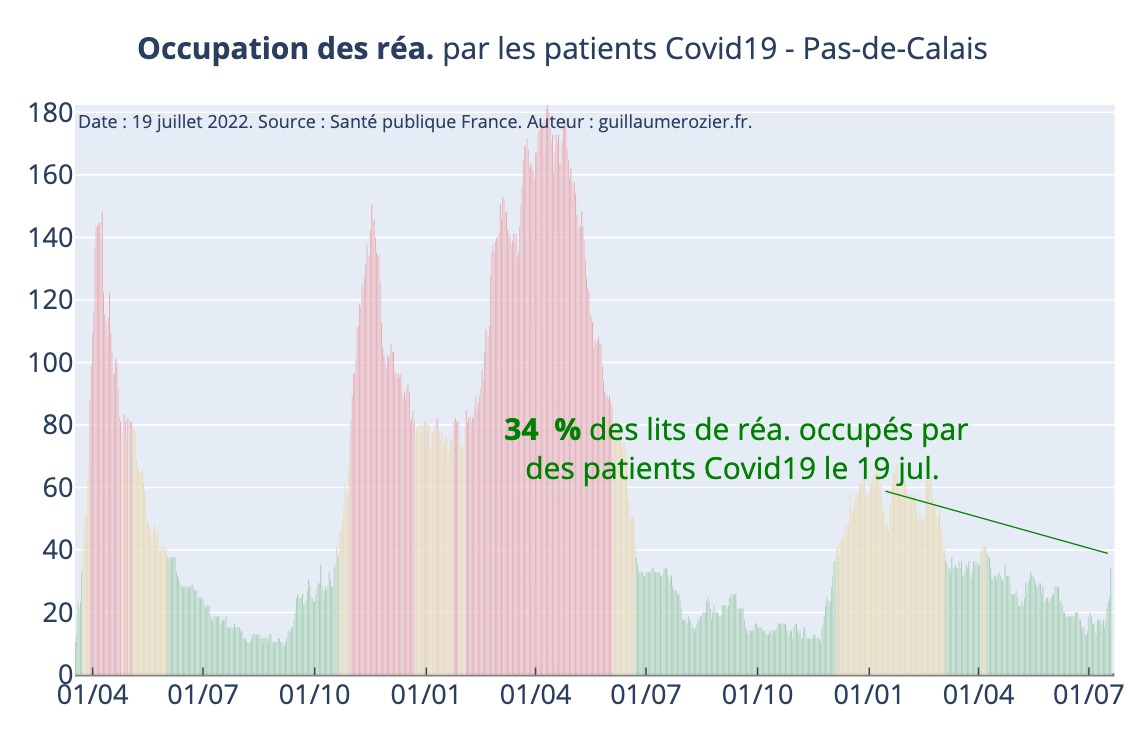 Occupation des réa. par les patients Covid19 - Pas-de-Calais
180
Date : 19 juillet 2022. Source : Santé publique France. Auteur : guillaumerozier.fr.
160
140
120
100
80
34 % des lits de réa. occupés par
des patients Covid19 le 19 jul.
60
40
20
0
01/04 01/07 01/10 01/01 01/04 01/07 01/10 01/01 01/04 01/07